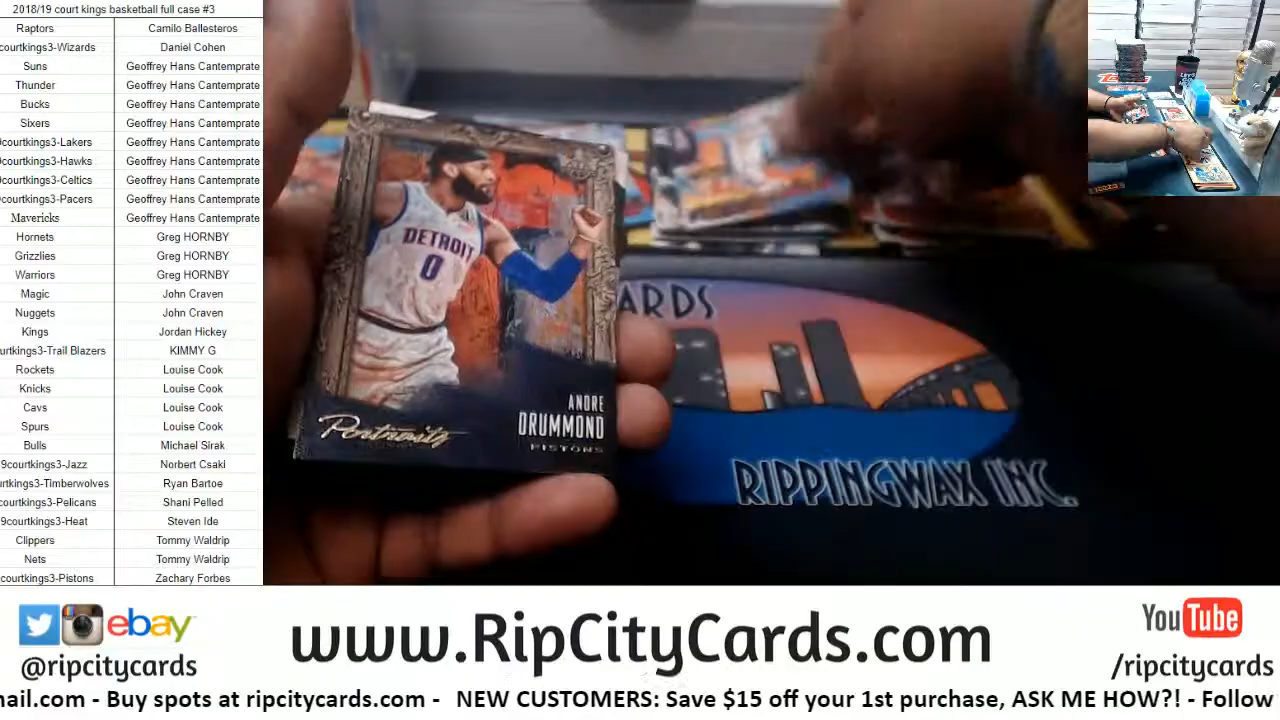 2018/19 court kings basketball full case #3
Raptors Camilo Ballesteros
courtkings3-Wizards Daniel Cohen
Suns Geoffrey Hans Cantemprate
Thunder Geoffrey Hans Cantemprate
Bucks Geoffrey Hans Cantemprate
Sixers Geoffrey Hans Cantemprate
9courtkings3-Lakers Geoffrey Hans Cantemprate
9courtkings3-Hawks Geoffrey Hans Cantemprate
9courtkings3-Celtics Geoffrey Hans Cantemprate
9courtkings3-Pacers Geoffrey Hans Cantemprate
Mavericks Geoffrey Hans Cantemprate
Hornets Greg HORNBY
Grizzlies Greg HORNBY
Warriors Greg HORNBY
Magic John Craven
Nuggets John Craven
Kings Jordan Hickey
urtkings3-Trail Blazers KIMMY G
Rockets Louise Cook
Knicks Louise Cook
Cavs Louise Cook
Spurs Louise Cook
Bulls Michael Sirak
9courtkings3-Jazz Norbert Csaki
urtkings3-Timberwolves Ryan Bartoe
courtkings3-Pelicans Shani Pelled
9courtkings3-Heat Steven Ide
Clippers Tommy Waldrip
Nets Tommy Waldrip
courtkings3-Pistons Zachary Forbes
DETROIT
0
ANDRE
DRUMMOND
PISTONS
Portraits
ARDS
RIPPINGWAX INC.
ebay
@ripcitycards
www.RipCityCards.com
YouTube
/ripcitycards
mail.com - Buy spots at ripcitycards.com - NEW CUSTOMERS: Save $15 off your 1st purchase, ASK ME HOW?! - Follow